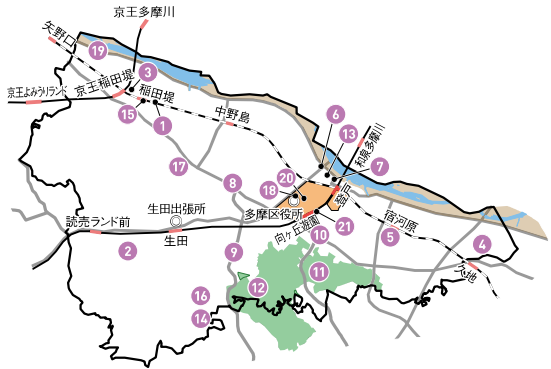 京王多摩川
矢野口
19
3
京王よみうりランド
京王稲田堤
稲田堤
15
1
中野島
6
13
和泉多摩川
7
17
20
8
18
登戸
生田出張所
多摩区役所
宿河原
読売ランド前
向ヶ丘遊園
21
生田
10
5
4
2
9
久地
11
12
16
14